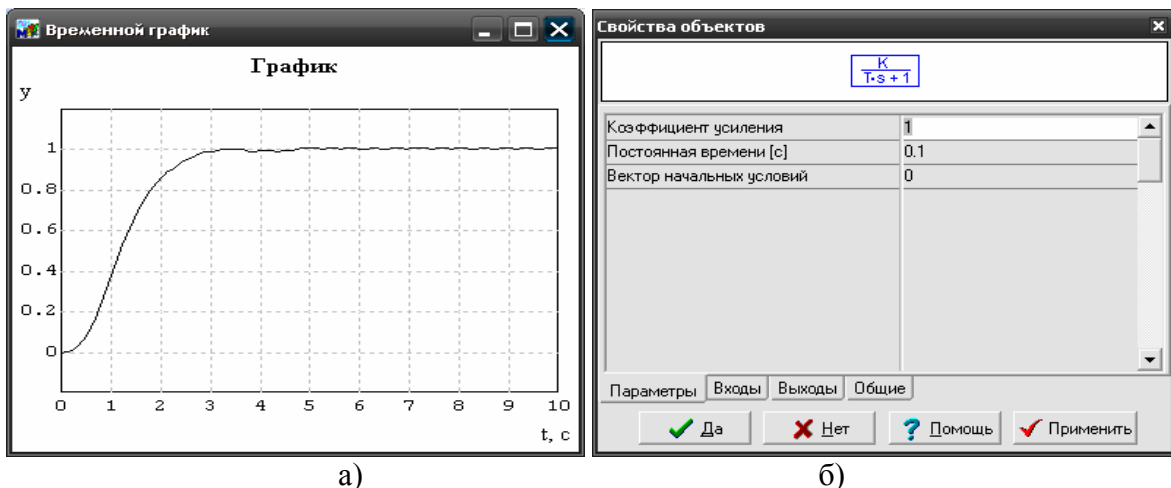 Временной график
График
y
1
0.8
0.6
0.4
0.2
0
0 1 2 3 4 5 6 7 8 9 10
t, с
а)
Свойства объектов
K
T·s + 1
Коэффициент усиления 1
Постоянная времени [с] 0.1
Вектор начальных условий 0
Параметры Входы Выходы Общие
Да Нет Помощь Применить
б)